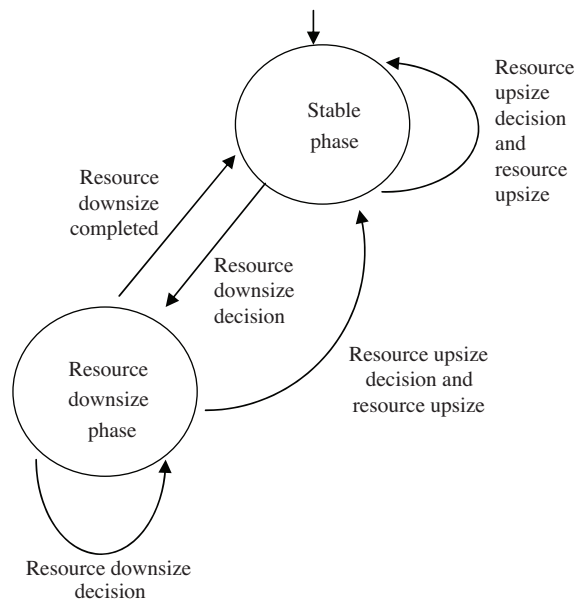 Stable
phase
Resource
upsize
decision
and
resource
upsize
Resource
downsize
completed
Resource
downsize
decision
Resource upsize
decision and
resource upsize
Resource
downsize
phase
Resource downsize
decision